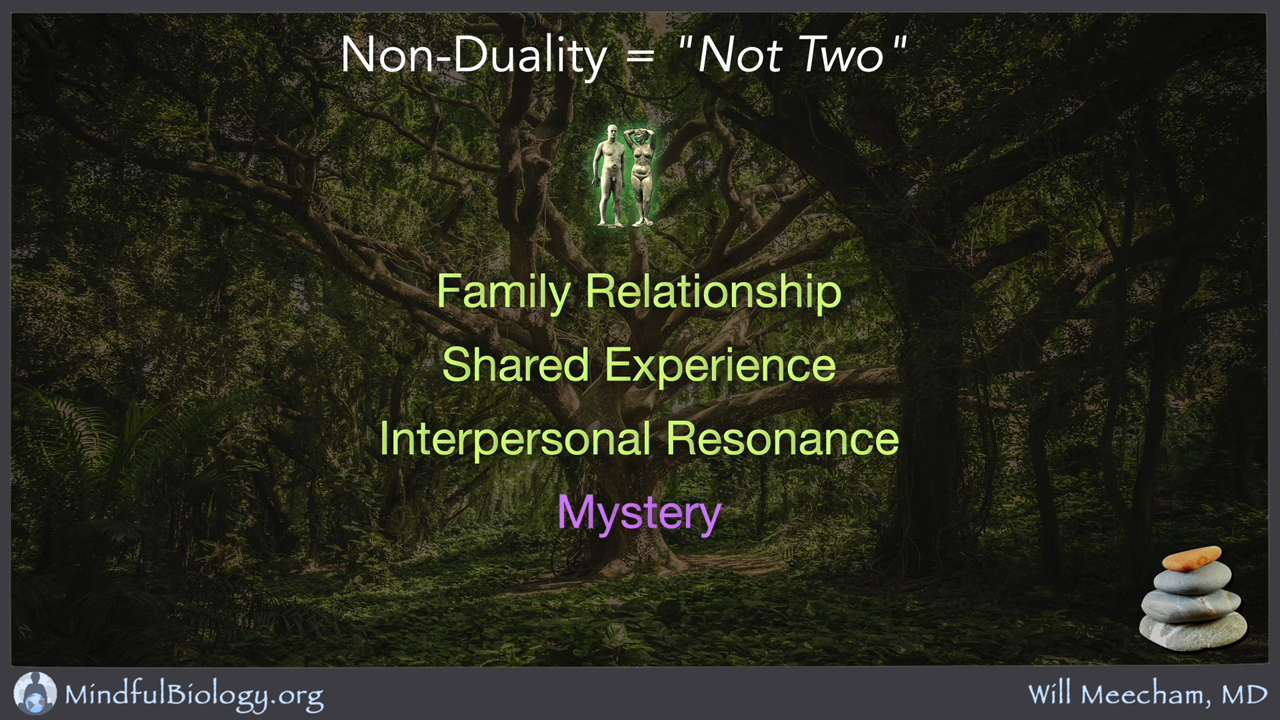 Non-Duality = "Not Two"
Family Relationship
Shared Experience
Interpersonal Resonance
Mystery
MindfulBiology.org
Will Meecham, MD